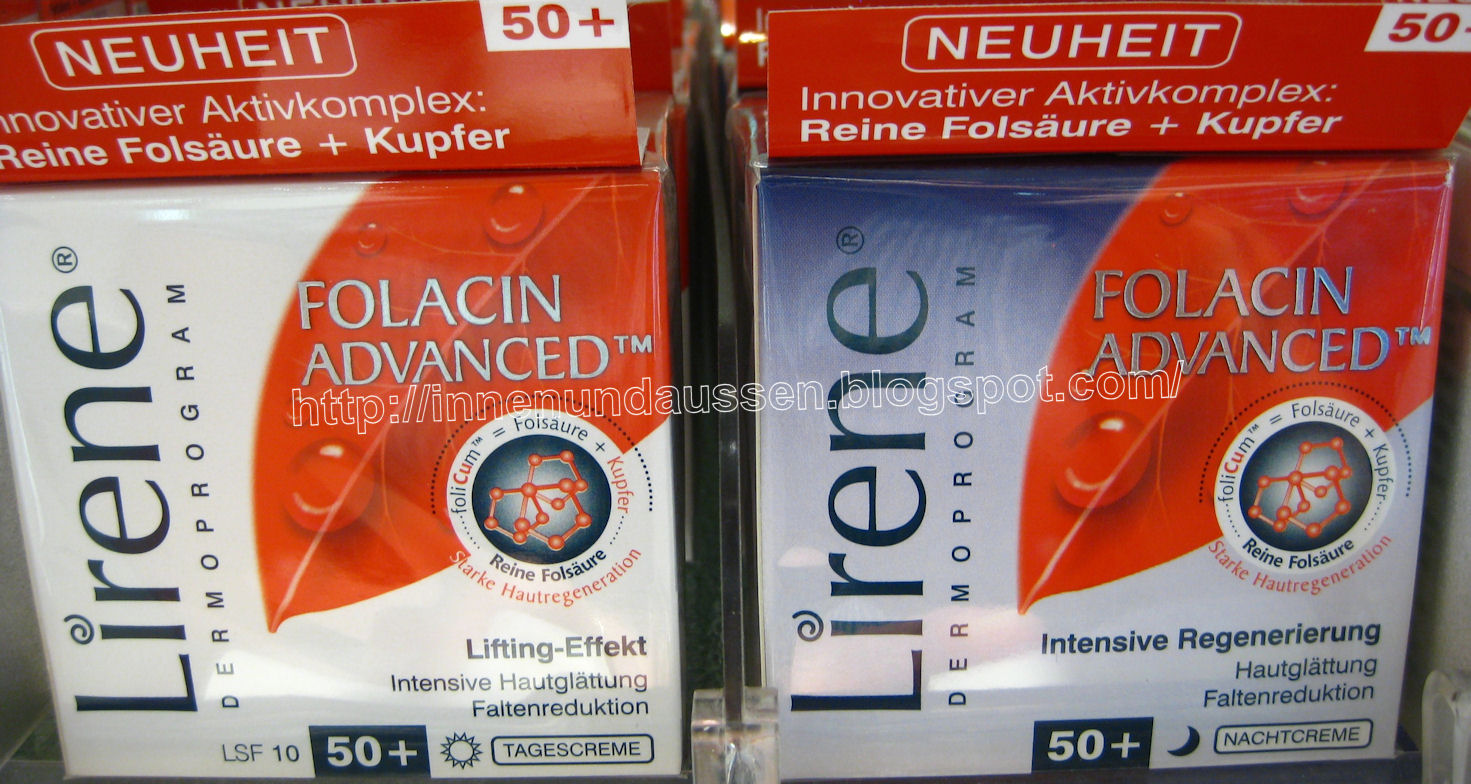 NEUHEIT
50+
Innovativer Aktivkomplex:
Reine Folsäure + Kupfer
Lirene®
DERMOPROGRAM
FOLACIN
ADVANCED™
foliCum™ = Folsäure + Kupfer
Reine Folsäure
Starke Hautregeneration
Lifting-Effekt
Intensive Hautglättung
Faltenreduktion
LSF 10 50+ TAGESCREME
NEUHEIT
50+
Innovativer Aktivkomplex:
Reine Folsäure + Kupfer
Lirene®
DERMOPROGRAM
FOLACIN
ADVANCED™
foliCum™ = Folsäure + Kupfer
Reine Folsäure
Starke Hautregeneration
Intensive Regenerierung
Hautglättung
Faltenreduktion
50+ NACHTCREME
http://innenundaussen.blogspot.com/